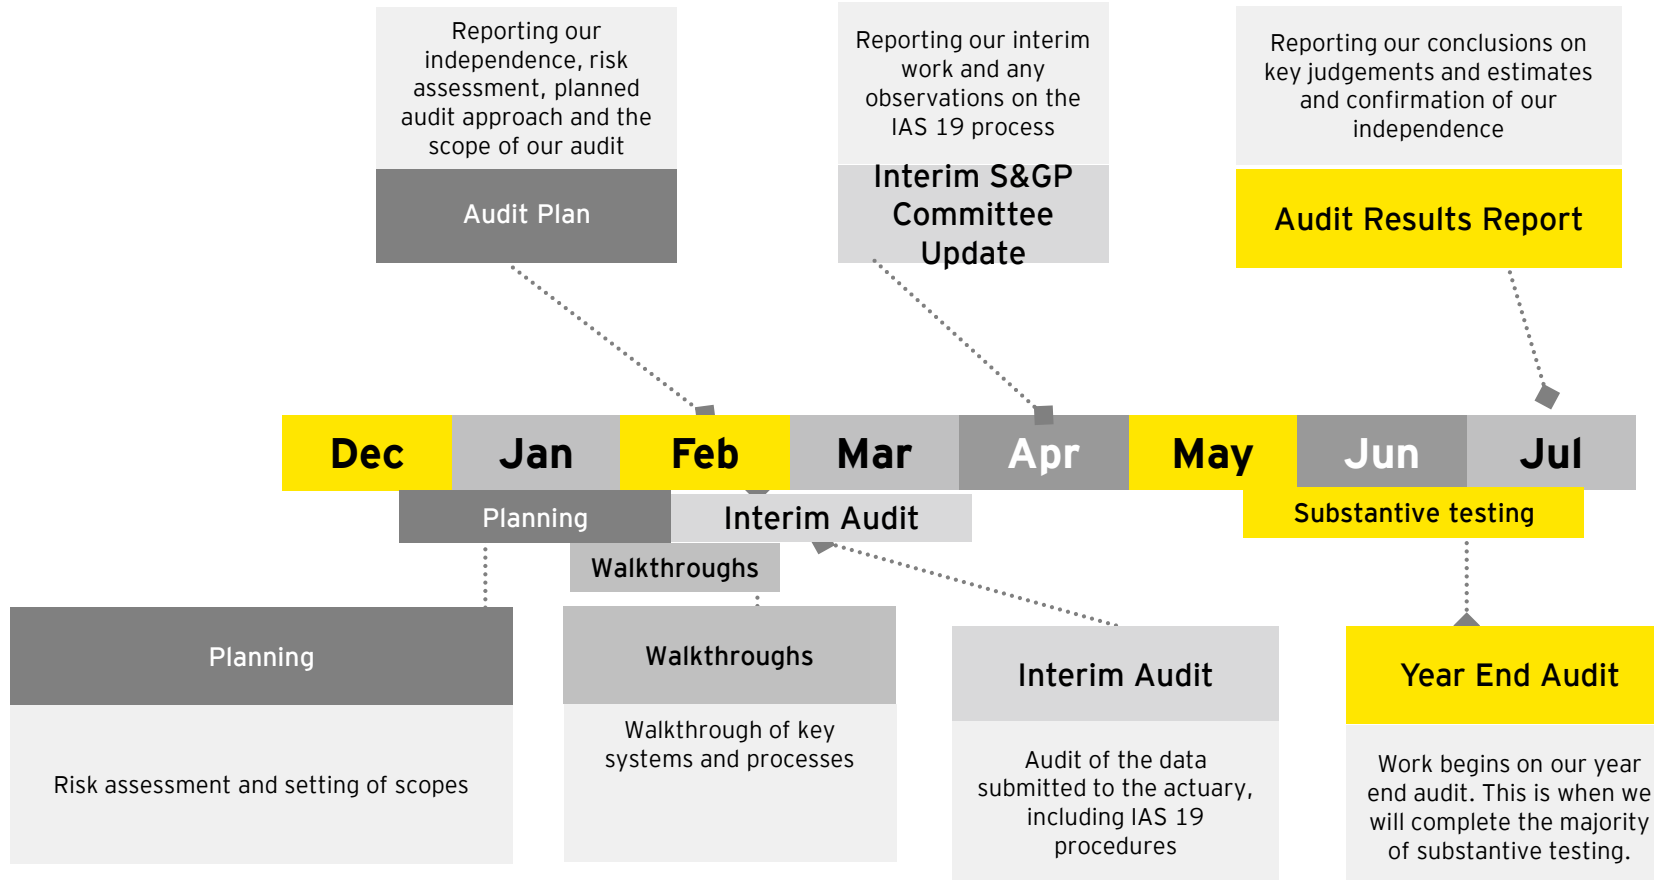 Reporting our
independence, risk
assessment, planned
audit approach and the
scope of our audit
Audit Plan
Reporting our interim
work and any
observations on the
IAS 19 process
Interim S&GP
Committee
Update
Reporting our conclusions on
key judgements and estimates
and confirmation of our
independence
Audit Results Report
Dec Jan Feb Mar Apr May Jun Jul
Planning
Interim Audit
Substantive testing
Walkthroughs
Planning
Risk assessment and setting of scopes
Walkthroughs
Walkthrough of key
systems and processes
Interim Audit
Audit of the data
submitted to the actuary,
including IAS 19
procedures
Year End Audit
Work begins on our year
end audit. This is when we
will complete the majority
of substantive testing.